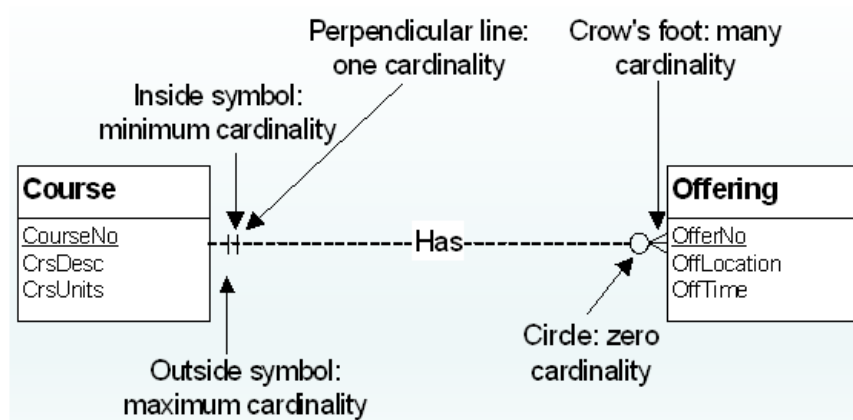 Perpendicular line:
one cardinality
Crow's foot: many
cardinality
Inside symbol:
minimum cardinality
Course
CourseNo
CrsDesc
CrsUnits
Has
Offering
OfferNo
OffLocation
OffTime
Outside symbol:
maximum cardinality
Circle: zero
cardinality